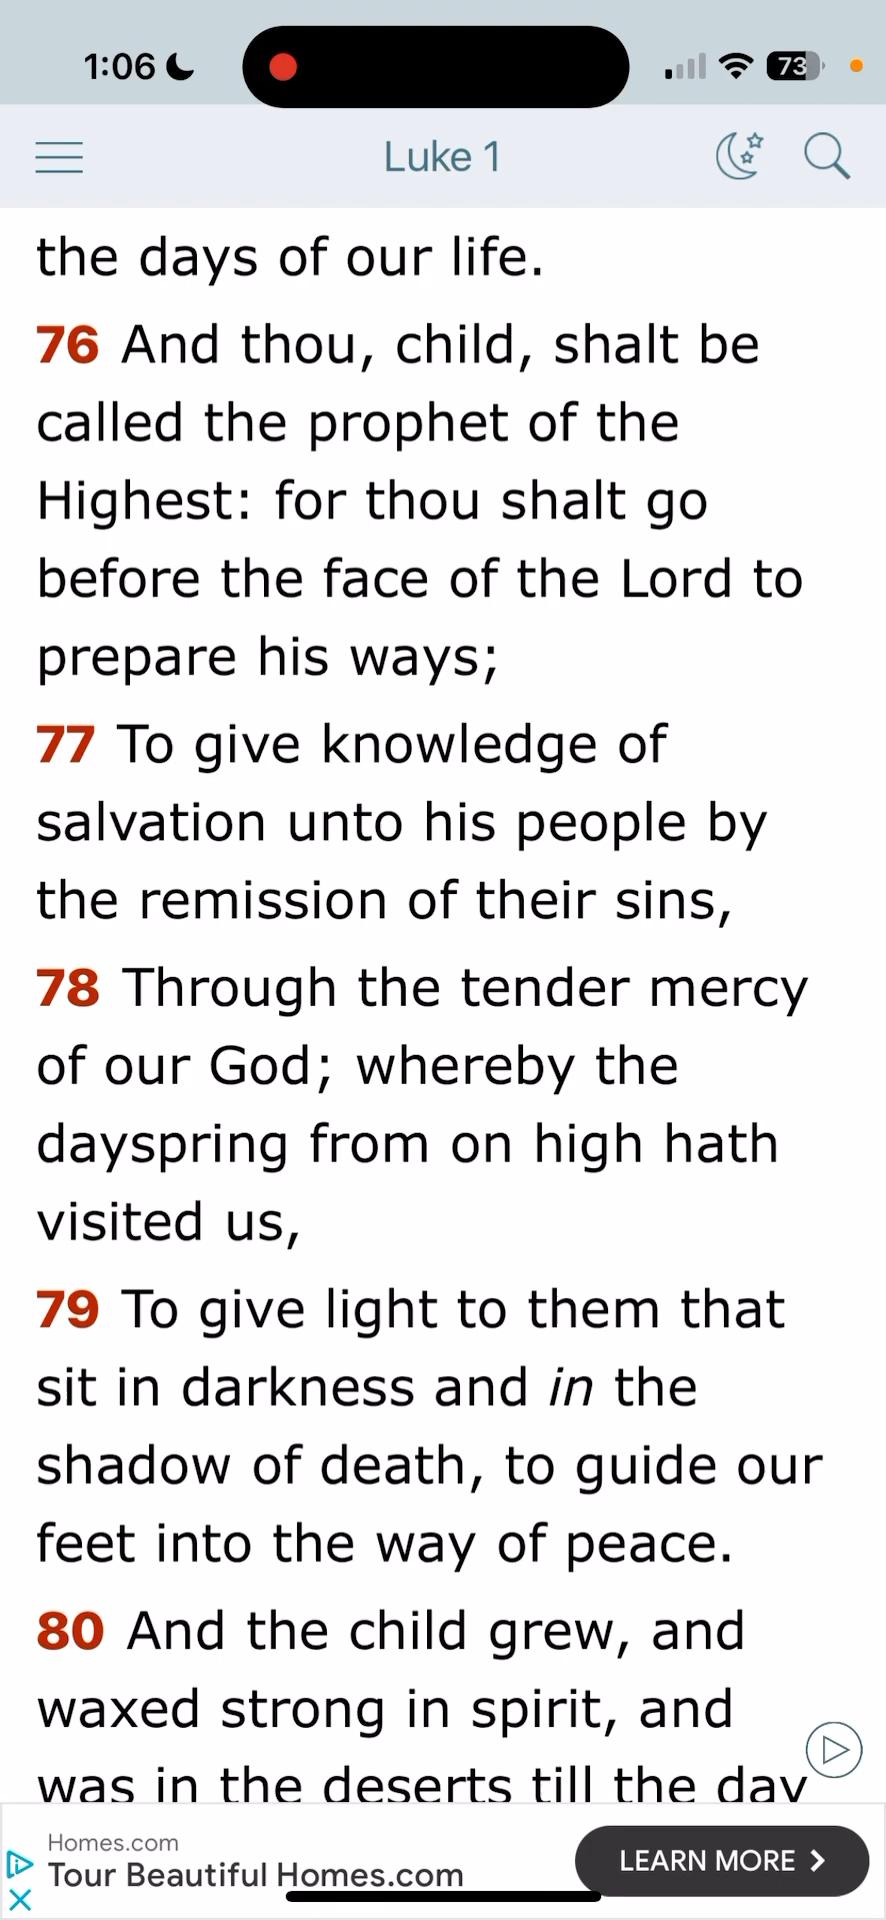 1:06
73
Luke 1
the days of our life.
76 And thou, child, shalt be
called the prophet of the
Highest: for thou shalt go
before the face of the Lord to
prepare his ways;
77 To give knowledge of
salvation unto his people by
the remission of their sins,
78 Through the tender mercy
of our God; whereby the
dayspring from on high hath
visited us,
79 To give light to them that
sit in darkness and in the
shadow of death, to guide our
feet into the way of peace.
80 And the child grew, and
waxed strong in spirit, and
was in the deserts till the day
Homes.com
Tour Beautiful Homes.com
LEARN MORE